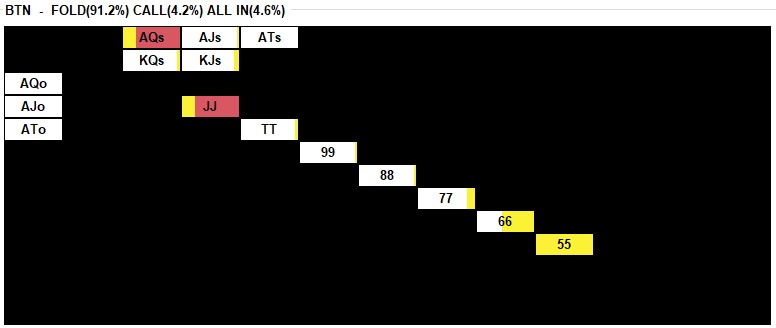 BTN - FOLD(91.2%) CALL(4.2%) ALL IN(4.6%)
AQs AJs ATs
KQs KJs
AQo
AJo JJ
ATo TT
99
88
77
66
55